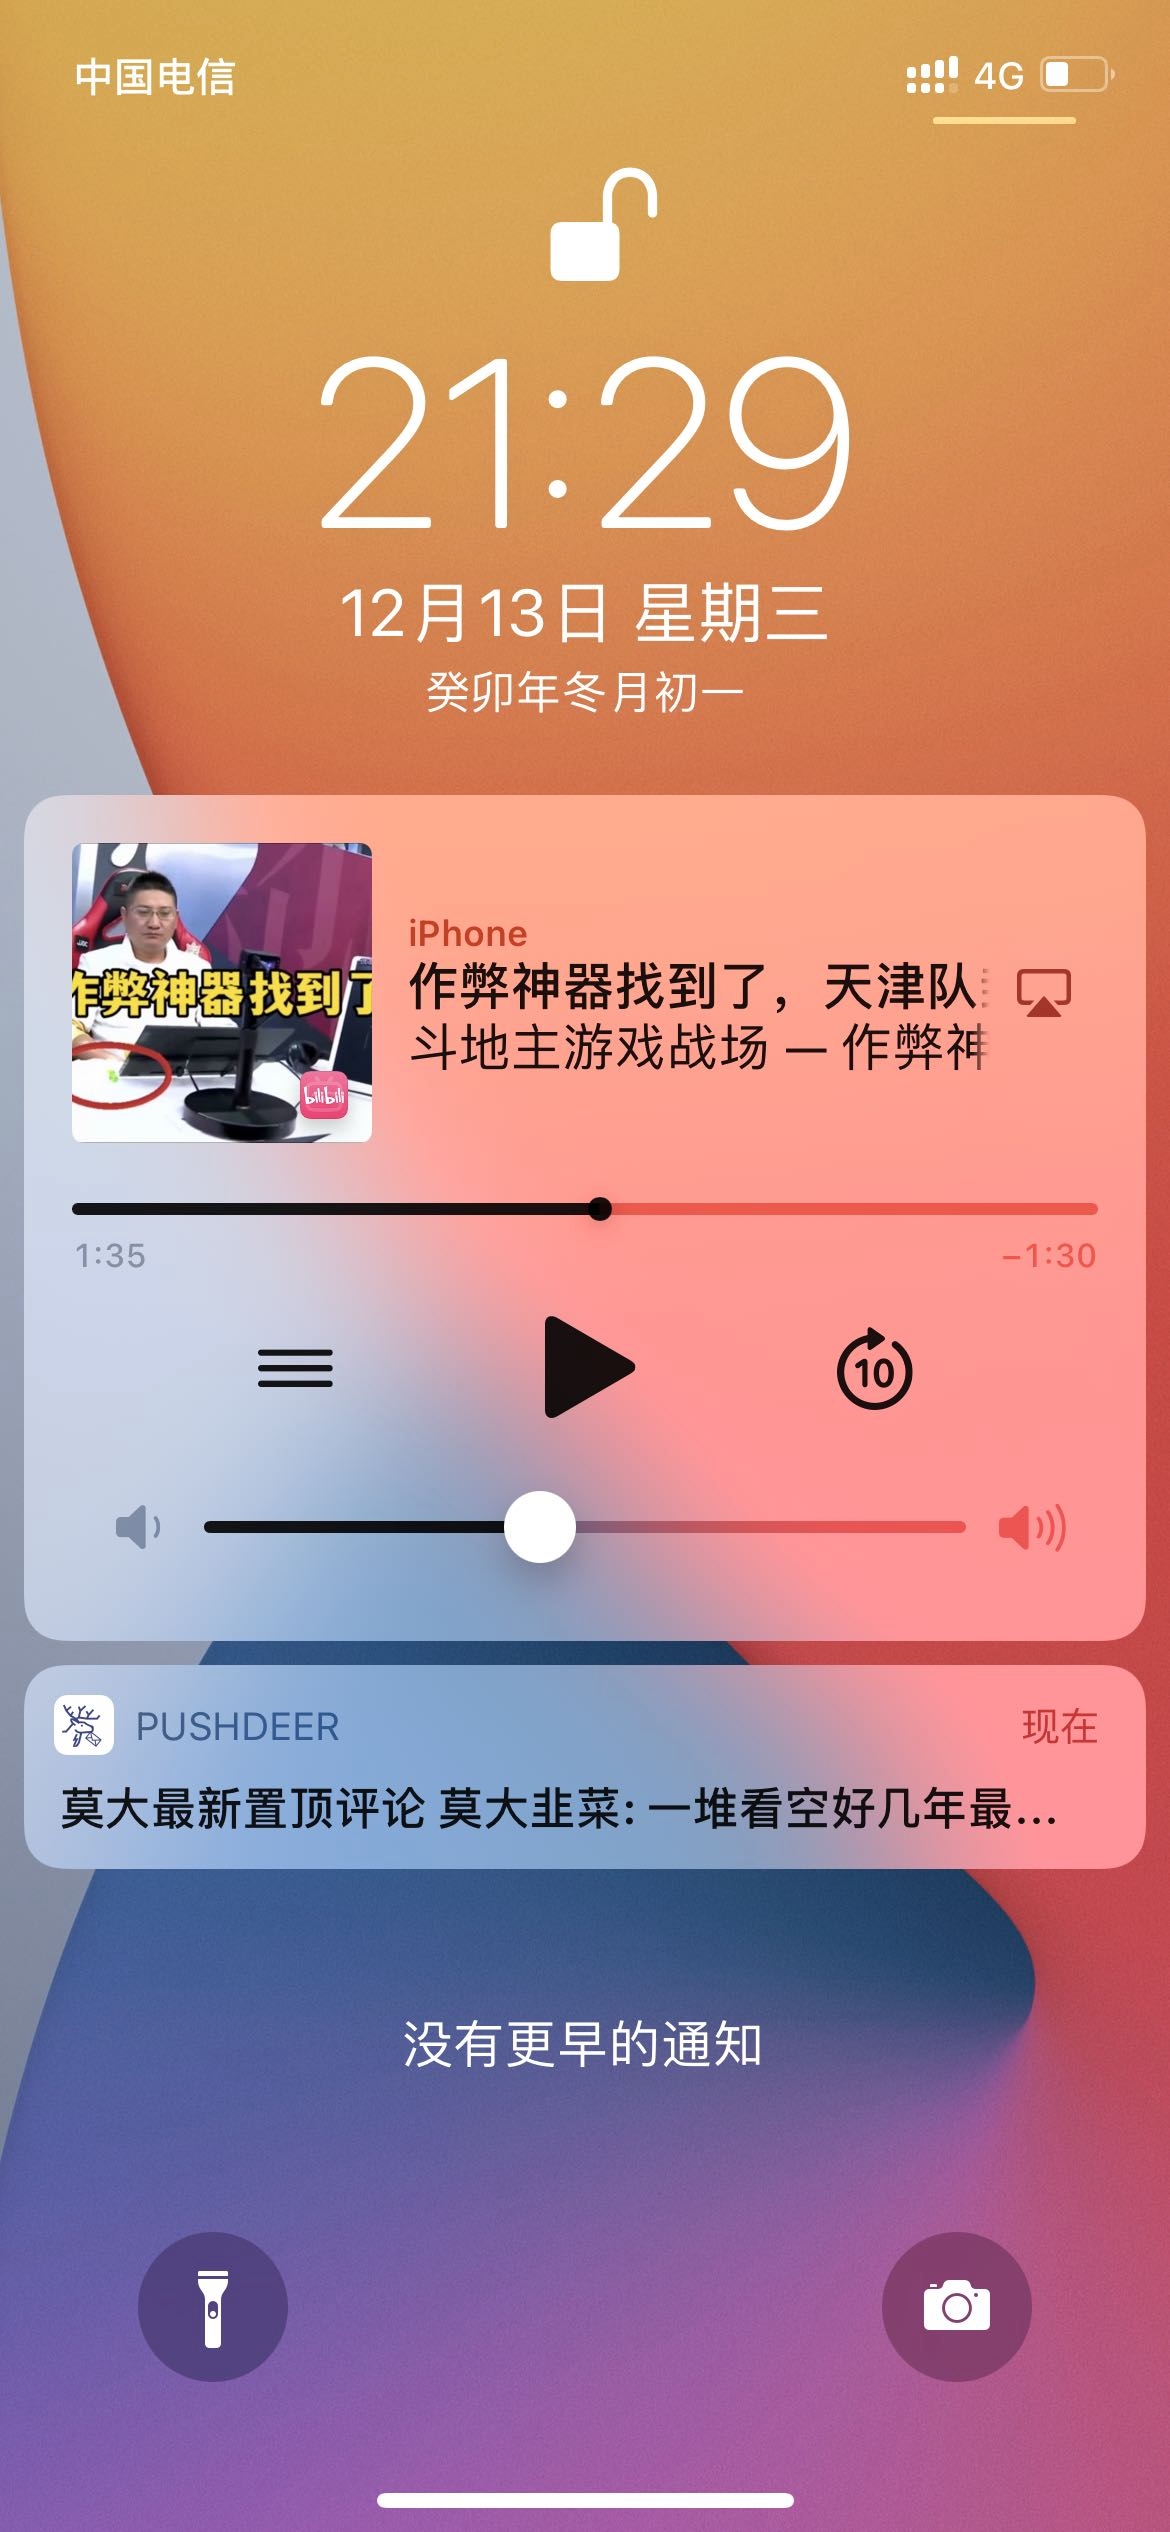 中国电信
4G
21:29
12月13日 星期三
癸卯年冬月初一
作弊神器找到了
bilibili
iPhone
作弊神器找到了，天津队
斗地主游戏战场 — 作弊神
1:35
−1:30
10
PUSHDEER
现在
莫大最新置顶评论 莫大韭菜: 一堆看空好几年最...
没有更早的通知